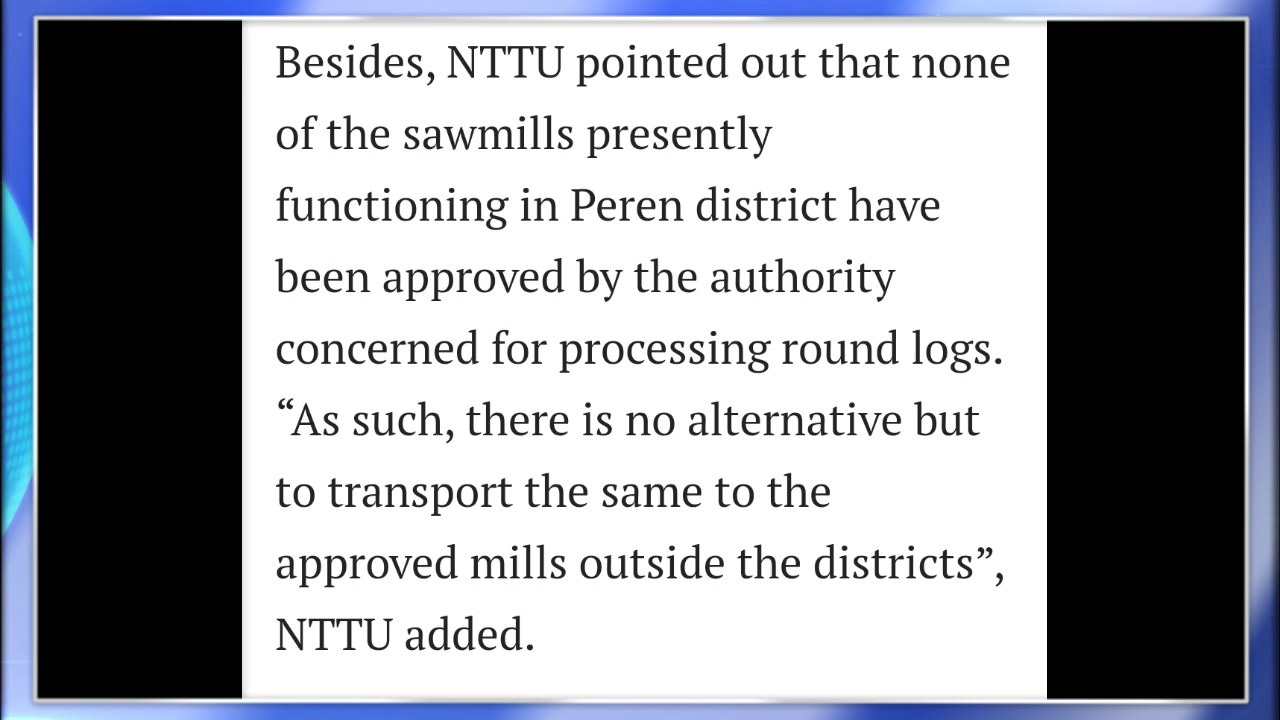 Besides, NTTU pointed out that none
of the sawmills presently
functioning in Peren district have
been approved by the authority
concerned for processing round logs.
“As such, there is no alternative but
to transport the same to the
approved mills outside the districts”,
NTTU added.